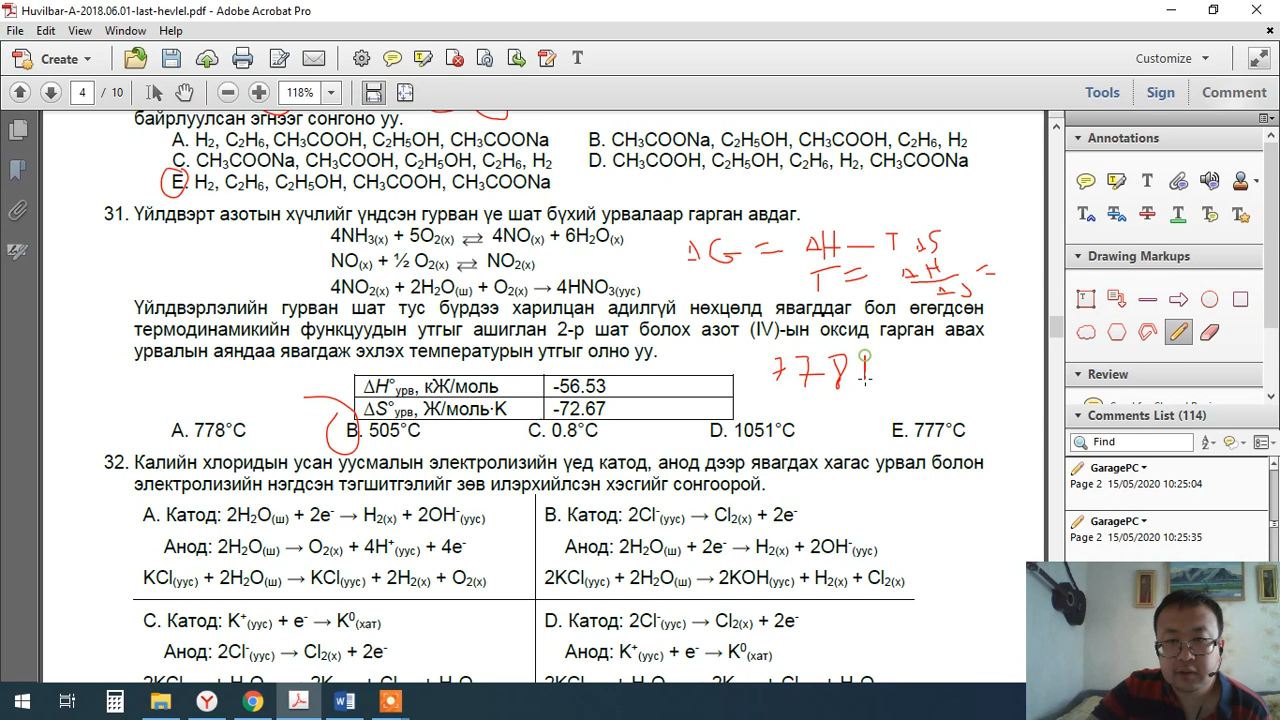 Huvilbar-A-2018.06.01-last-hevlel.pdf - Adobe Acrobat Pro
File Edit View Window Help
Create
Customize
4 / 10
118%
Tools Sign Comment
байрлуулсан эгнээг сонгоно уу.
A. H2, C2H6, CH3COOH, C2H5OH, CH3COONa
B. CH3COONa, C2H5OH, CH3COOH, C2H6, H2
C. CH3COONa, CH3COOH, C2H5OH, C2H6, H2
D. CH3COOH, C2H5OH, C2H6, H2, CH3COONa
E. H2, C2H6, C2H5OH, CH3COOH, CH3COONa
31. Үйлдвэрт азотын хүчлийг үндсэн гурван үе шат бүхий урвалаар гарган авдаг.
4NH3(х) + 5O2(х) ⇄ 4NO(х) + 6H2O(х)
NO(х) + ½ O2(х) ⇄ NO2(х)
4NO2(х) + 2H2O(ш) + O2(х) → 4HNO3(уус)
ΔG = ΔH — T ΔS
T = ΔH/ΔS =
Үйлдвэрлэлийн гурван шат тус бүрдээ харилцан адилгүй нөхцөлд явагддаг бол өгөгдсөн
термодинамикийн функцуудын утгыг ашиглан 2-р шат болох азот (IV)-ын оксид гарган авах
урвалын аяндаа явагдаж эхлэх температурын утгыг олно уу.
778
ΔH°урв, кЖ/моль -56.53
ΔS°урв, Ж/моль·K -72.67
A. 778°C B. 505°C C. 0.8°C D. 1051°C E. 777°C
32. Калийн хлоридын усан уусмалын электролизийн үед катод, анод дээр явагдах хагас урвал болон
электролизийн нэгдсэн тэгшитгэлийг зөв илэрхийлсэн хэсгийг сонгоорой.
A. Катод: 2H2O(ш) + 2e- → H2(х) + 2OH-(уус)
Анод: 2H2O(ш) → O2(х) + 4H+(уус) + 4e-
KCl(уус) + 2H2O(ш) → KCl(уус) + 2H2(х) + O2(х)
B. Катод: 2Cl-(уус) → Cl2(х) + 2e-
Анод: 2H2O(ш) + 2e- → H2(х) + 2OH-(уус)
2KCl(уус) + 2H2O(ш) → 2KOH(уус) + H2(х) + Cl2(х)
C. Катод: K+(уус) + e- → K0(хат)
Анод: 2Cl-(уус) → Cl2(х) + 2e-
D. Катод: 2Cl-(уус) → Cl2(х) + 2e-
Анод: K+(уус) + e- → K0(хат)
Annotations
Drawing Markups
Review
Comments List (114)
Find
GaragePC
Page 2 15/05/2020 10:25:04
GaragePC
Page 2 15/05/2020 10:25:35